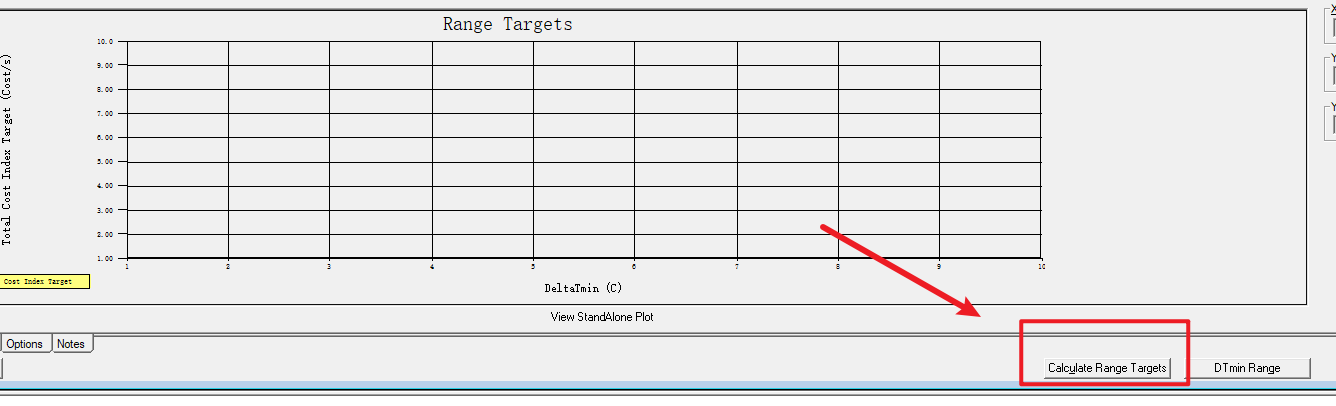 Range Targets
X
Total Cost Index Target (Cost/s)
10.0
9.00
8.00
7.00
6.00
5.00
4.00
3.00
2.00
1.00
Y
Y
1 2 3 4 5 6 7 8 9 10
Cost Index Target
DeltaTmin (C)
View StandAlone Plot
Options Notes
Calculate Range Targets DTmin Range